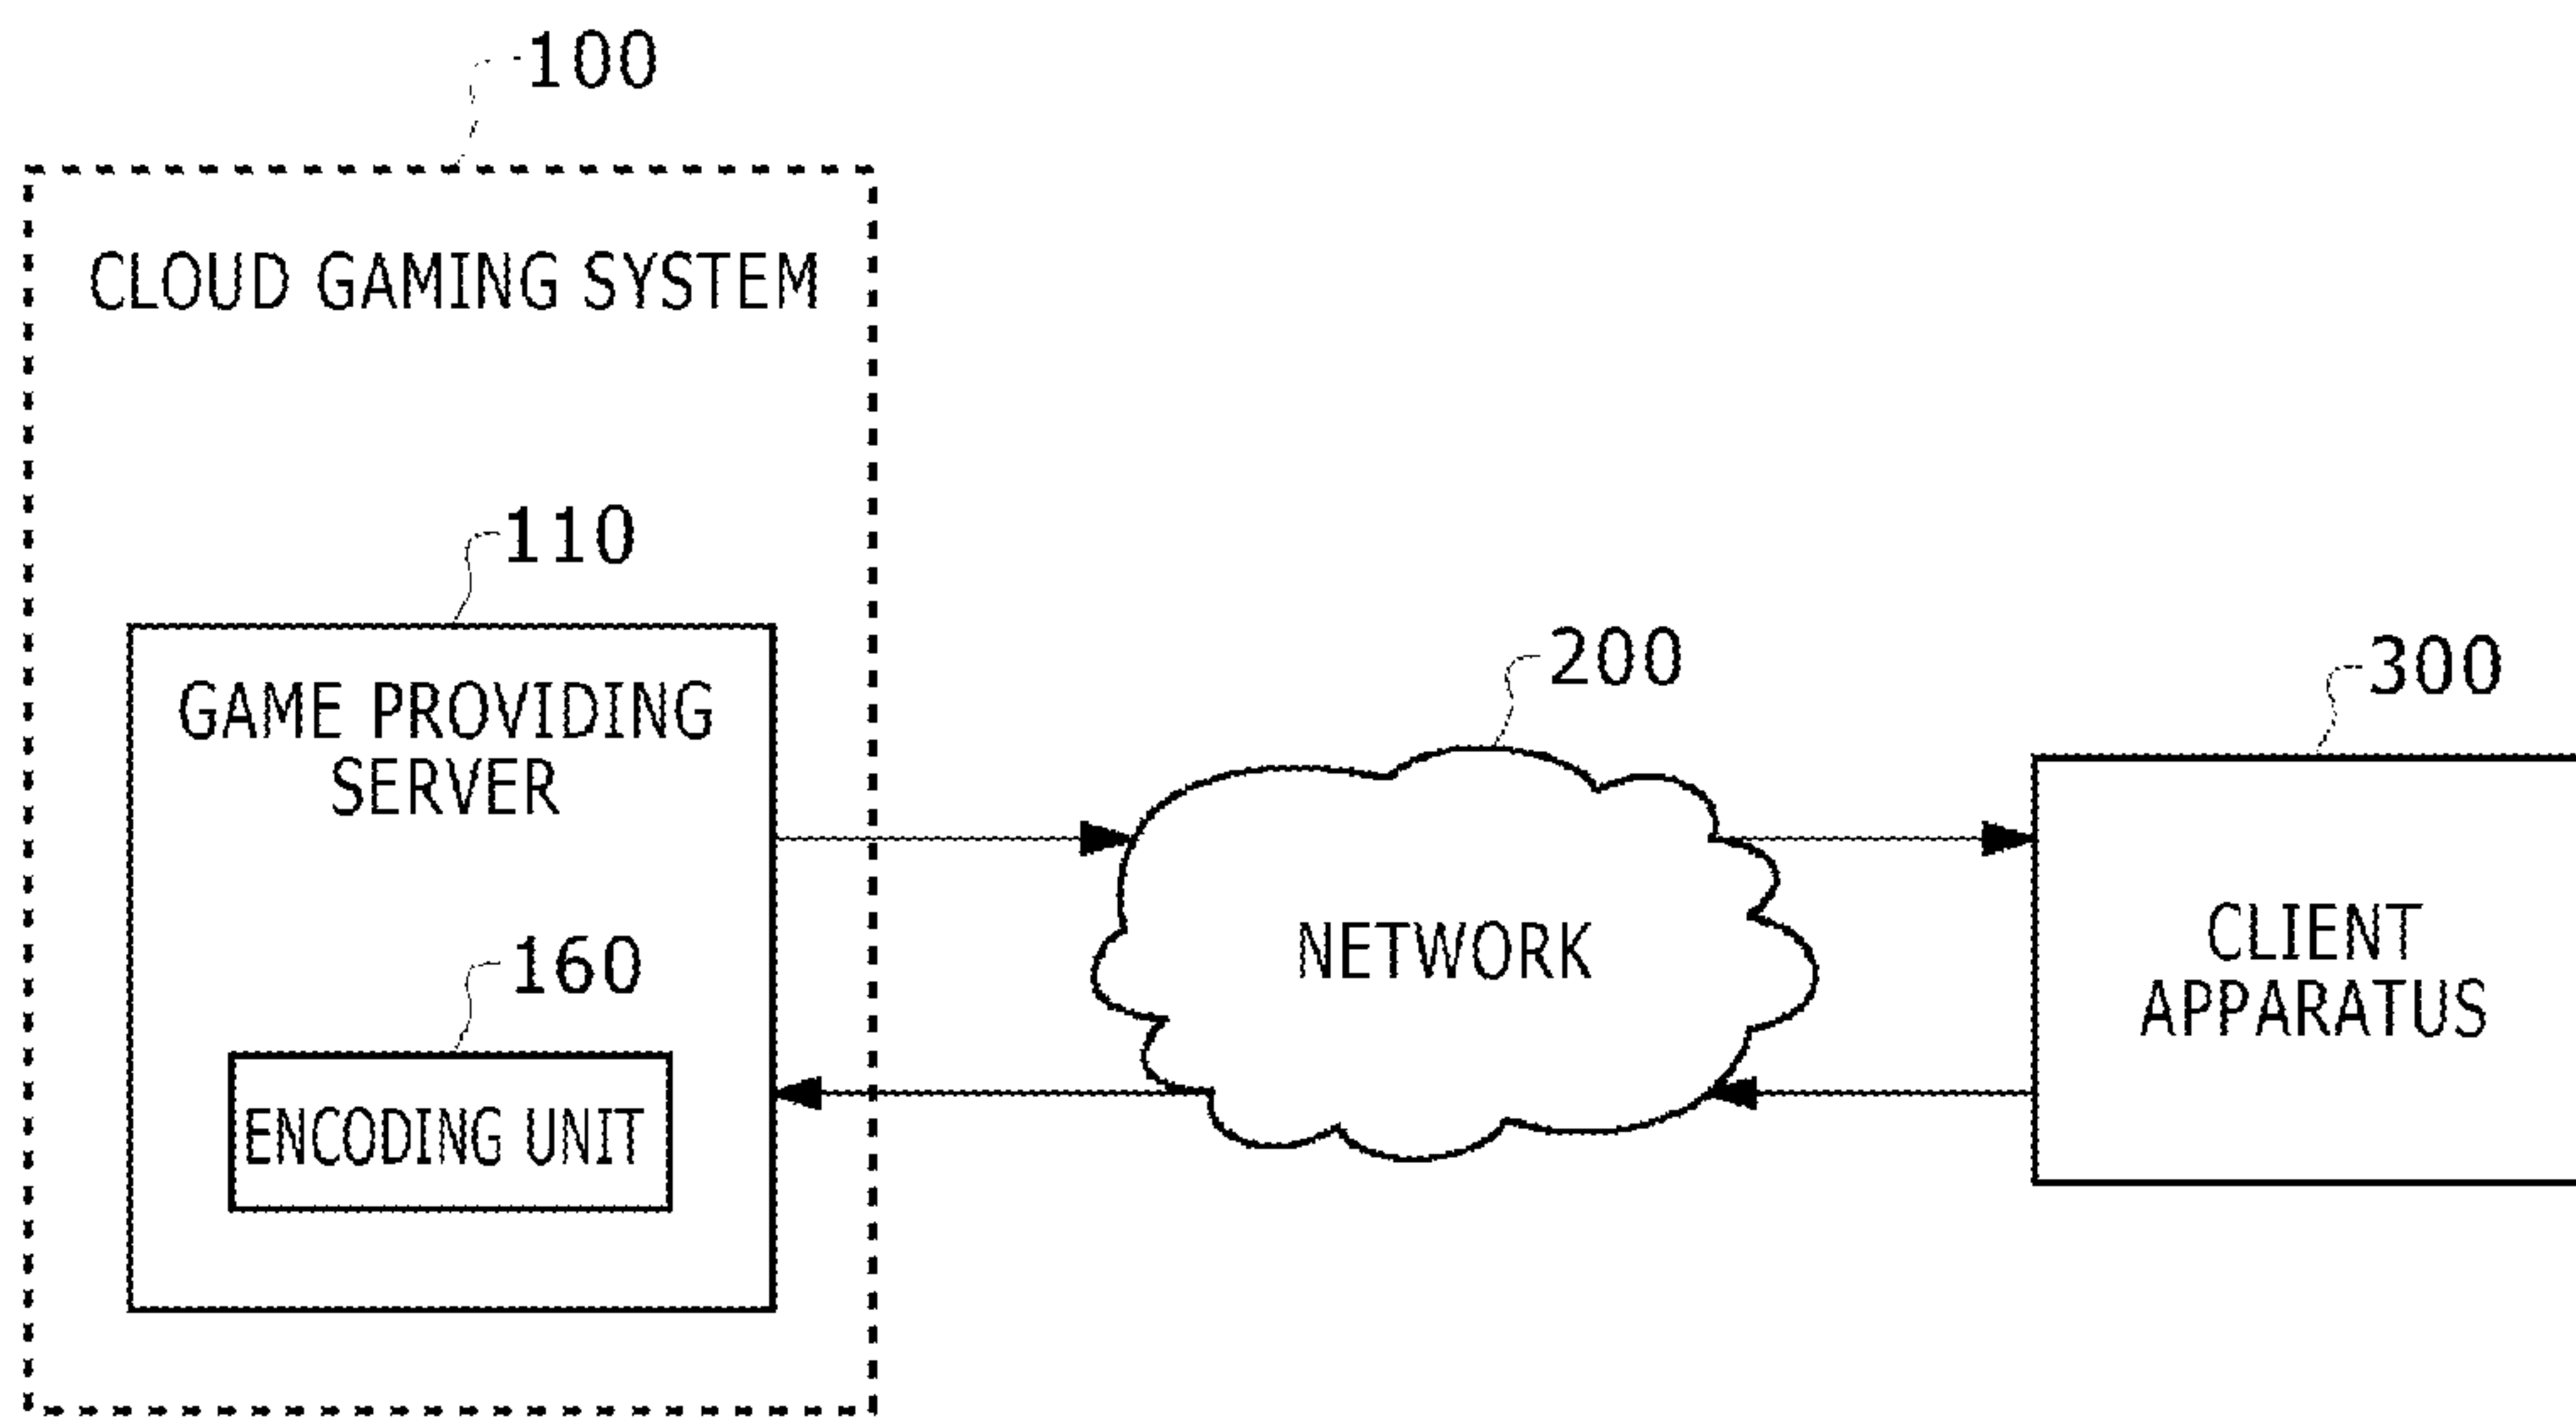 100
CLOUD GAMING SYSTEM
110
GAME PROVIDING
SERVER
160
ENCODING UNIT
200
NETWORK
300
CLIENT
APPARATUS